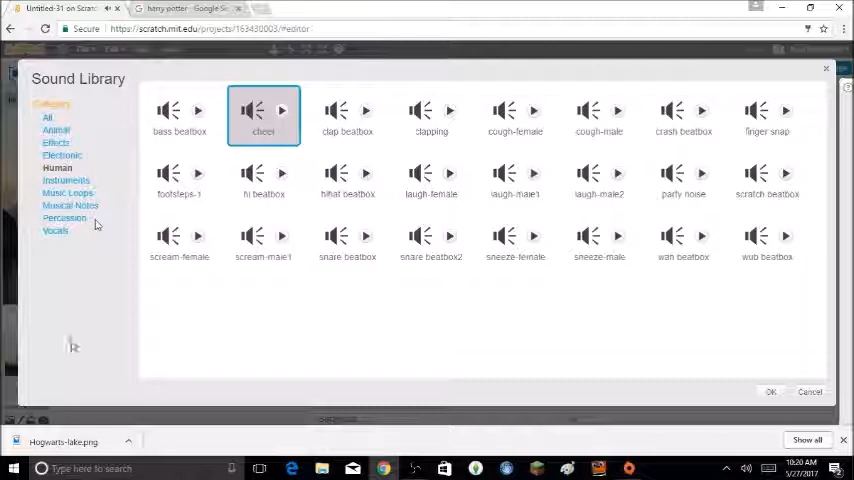 Untitled-31 on Scrat
harry potter - Google Se
Secure
https://scratch.mit.edu/projects/163430003/#editor
Sound Library
Category
All
Animal
Effects
Electronic
Human
Instruments
Music Loops
Musical Notes
Percussion
Vocals
bass beatbox
cheer
clap beatbox
clapping
cough-female
cough-male
crash beatbox
finger snap
footsteps-1
hi beatbox
hihat beatbox
laugh-female
laugh-male1
laugh-male2
party noise
scratch beatbox
scream-female
scream-male1
snare beatbox
snare beatbox2
sneeze-female
sneeze-male
wah beatbox
wub beatbox
OK
Cancel
Hogwarts-lake.png
Show all
Type here to search
10:20 AM
5/27/2017